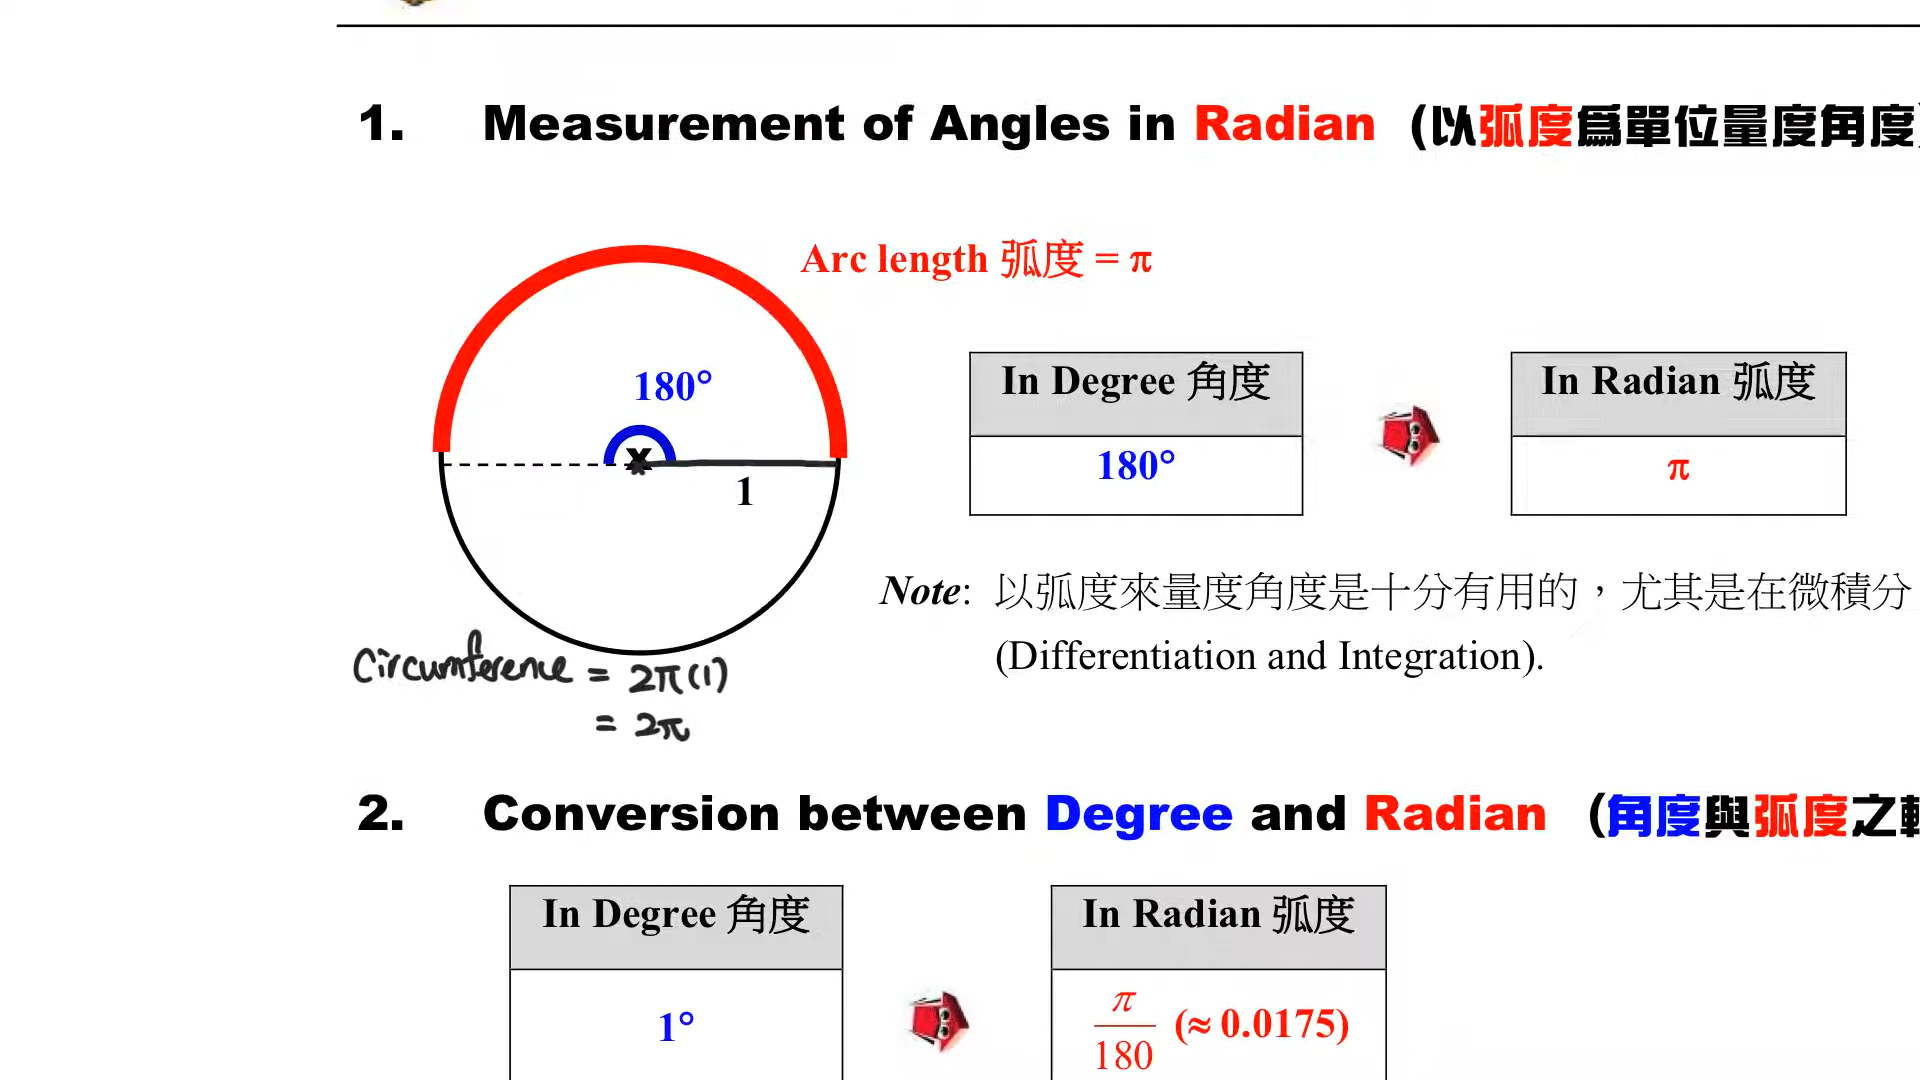 1. Measurement of Angles in Radian (以弧度為單位量度角度)
Arc length 弧度 = π
180°
1
In Degree 角度
180°
In Radian 弧度
π
Note: 以弧度來量度角度是十分有用的，尤其是在微積分
(Differentiation and Integration).
Circumference = 2π(1)
= 2π
2. Conversion between Degree and Radian (角度與弧度之
In Degree 角度
1°
In Radian 弧度
π/180 (≈ 0.0175)